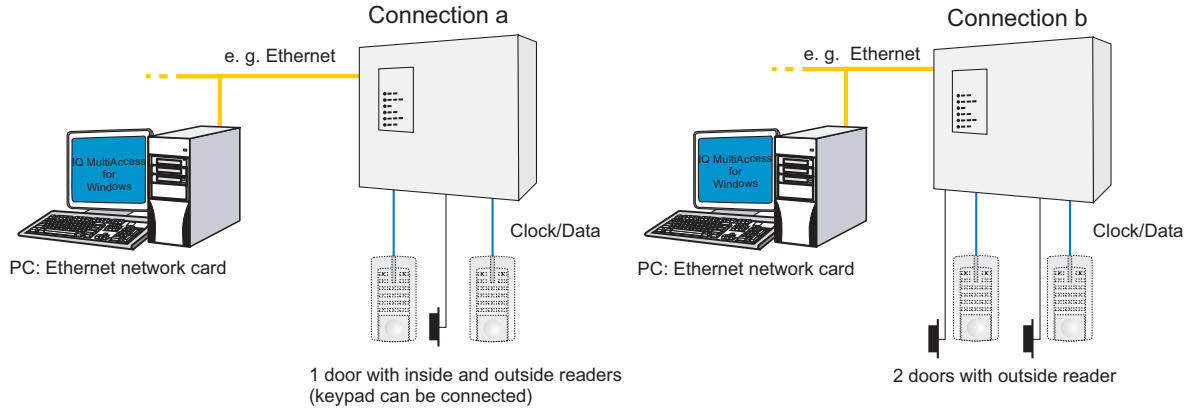 Connection a
e. g. Ethernet
IQ MultiAccess
for
Windows
Clock/Data
PC: Ethernet network card
1 door with inside and outside readers
(keypad can be connected)
Connection b
e. g. Ethernet
IQ MultiAccess
for
Windows
Clock/Data
PC: Ethernet network card
2 doors with outside reader